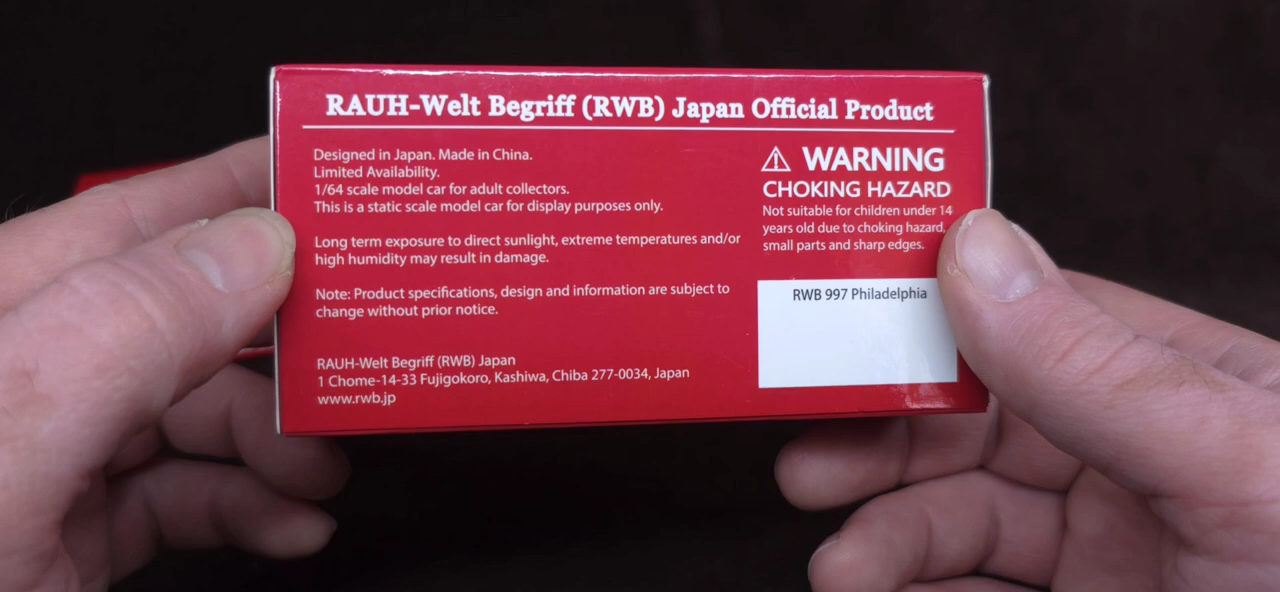 RAUH-Welt Begriff (RWB) Japan Official Product
Designed in Japan. Made in China.
Limited Availability.
1/64 scale model car for adult collectors.
This is a static scale model car for display purposes only.
Long term exposure to direct sunlight, extreme temperatures and/or
high humidity may result in damage.
Note: Product specifications, design and information are subject to
change without prior notice.
RAUH-Welt Begriff (RWB) Japan
1 Chome-14-33 Fujigokoro, Kashiwa, Chiba 277-0034, Japan
www.rwb.jp
WARNING
CHOKING HAZARD
Not suitable for children under 14
years old due to choking hazard,
small parts and sharp edges.
RWB 997 Philadelphia